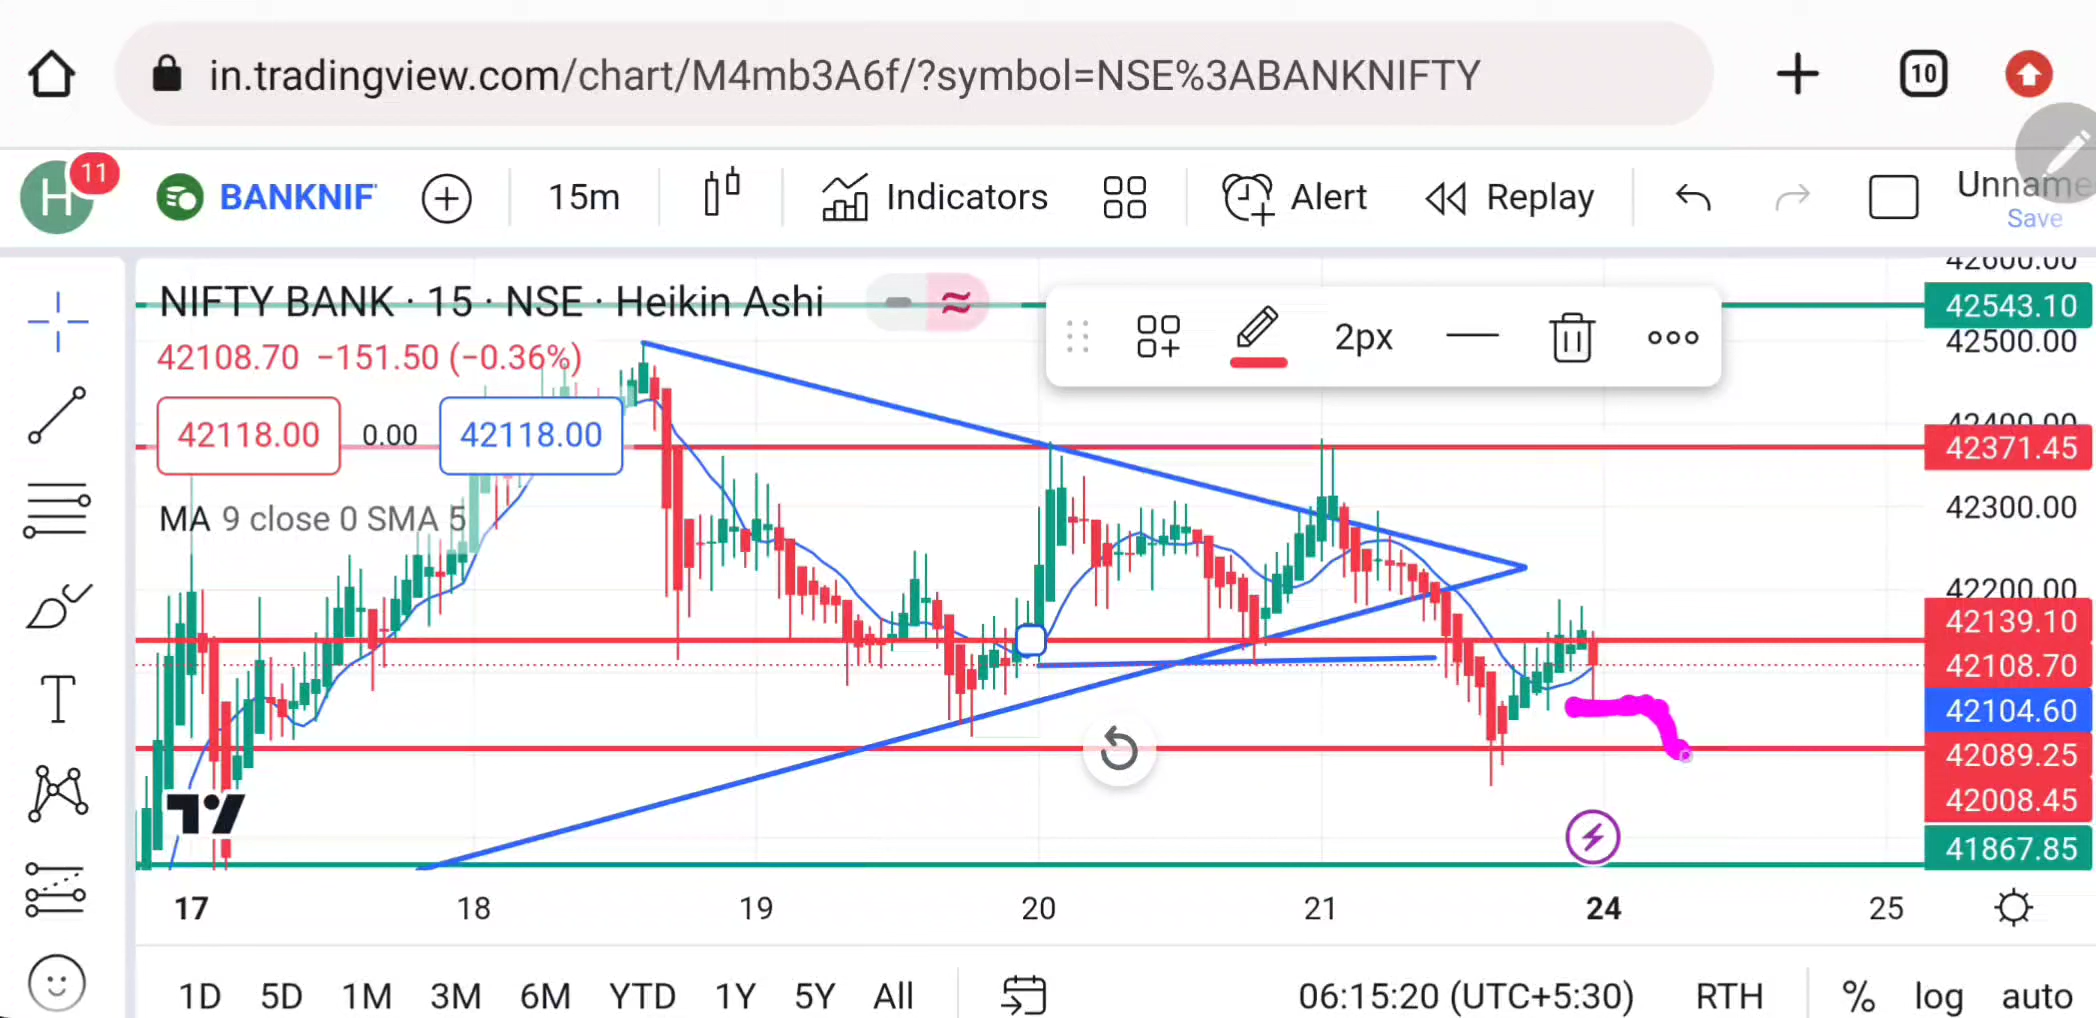 in.tradingview.com/chart/M4mb3A6f/?symbol=NSE%3ABANKNIFTY
10
H
11
BANKNIF
15m
Indicators
Alert
Replay
Unname
Save
NIFTY BANK · 15 · NSE · Heikin Ashi
42108.70 −151.50 (−0.36%)
42118.00
0.00
42118.00
MA 9 close 0 SMA 5
2px
42600.00
42543.10
42500.00
42400.00
42371.45
42300.00
42200.00
42139.10
42108.70
42104.60
42089.25
42008.45
41867.85
T
17 18 19 20 21 24 25
1D 5D 1M 3M 6M YTD 1Y 5Y All
06:15:20 (UTC+5:30) RTH % log auto